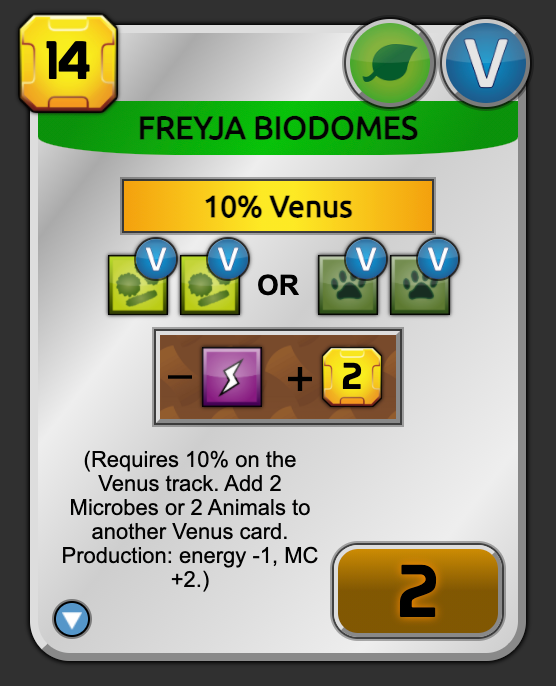 14
V
FREYJA BIODOMES
10% Venus
V V OR V V
− + 2
(Requires 10% on the
Venus track. Add 2
Microbes or 2 Animals to
another Venus card.
Production: energy -1, MC
+2.)
2